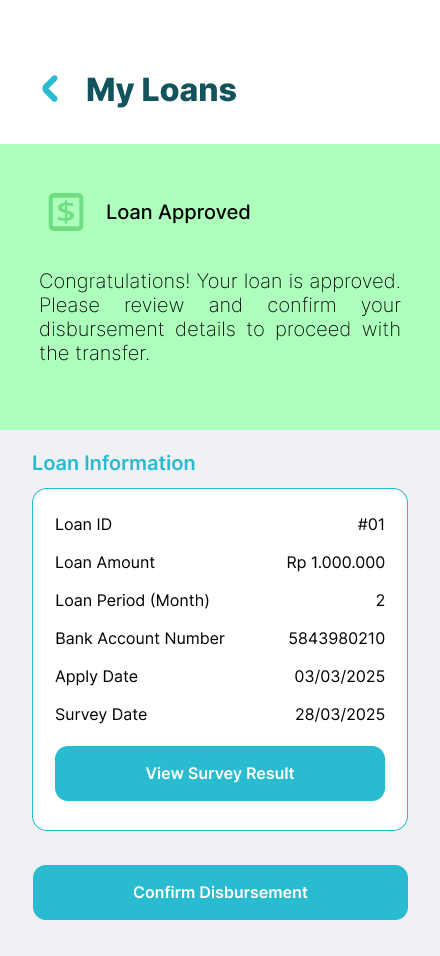 My Loans
$
Loan Approved
Congratulations! Your loan is approved.
Please review and confirm your
disbursement details to proceed with
the transfer.
Loan Information
Loan ID #01
Loan Amount Rp 1.000.000
Loan Period (Month) 2
Bank Account Number 5843980210
Apply Date 03/03/2025
Survey Date 28/03/2025
View Survey Result
Confirm Disbursement